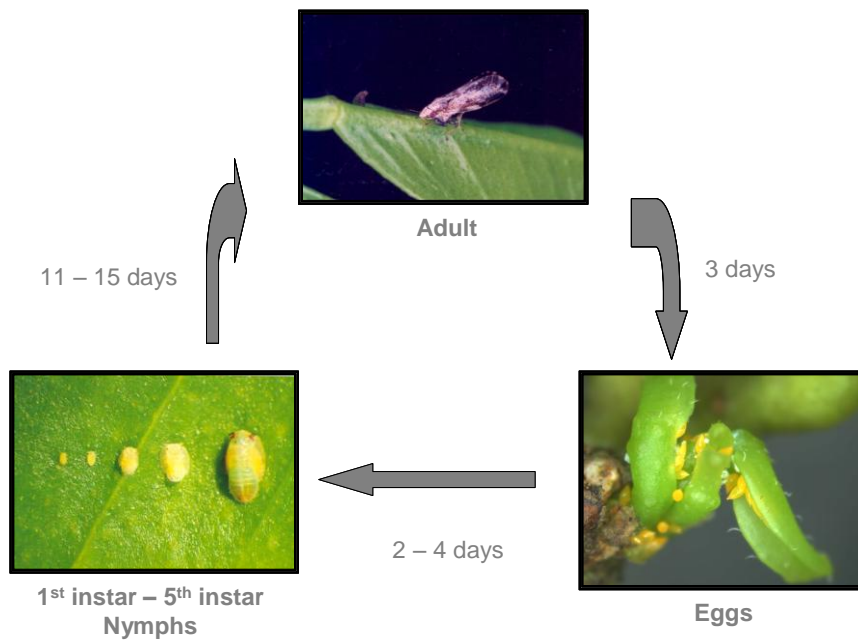 Adult
11 – 15 days
3 days
2 – 4 days
1st instar – 5th instar
Nymphs
Eggs